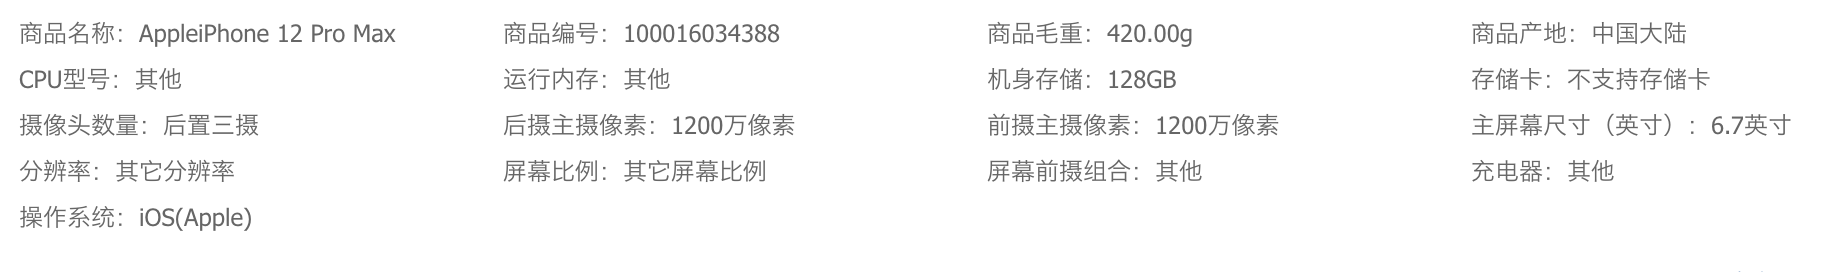 商品名称：AppleiPhone 12 Pro Max 商品编号：100016034388 商品毛重：420.00g 商品产地：中国大陆
CPU型号：其他 运行内存：其他 机身存储：128GB 存储卡：不支持存储卡
摄像头数量：后置三摄 后摄主摄像素：1200万像素 前摄主摄像素：1200万像素 主屏幕尺寸（英寸）：6.7英寸
分辨率：其它分辨率 屏幕比例：其它屏幕比例 屏幕前摄组合：其他 充电器：其他
操作系统：iOS(Apple)